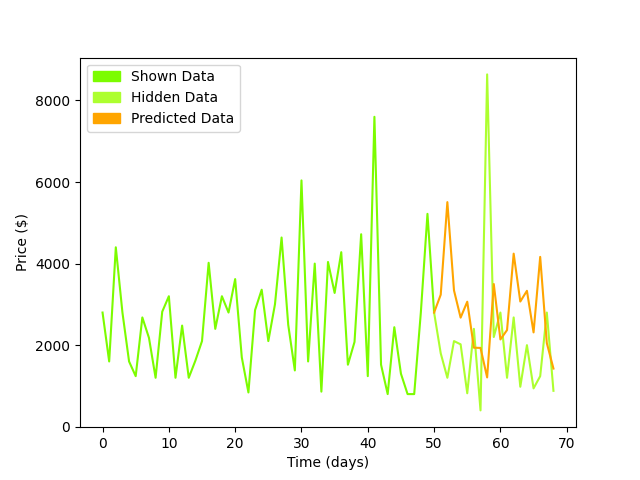 Shown Data
Hidden Data
Predicted Data
8000
6000
4000
2000
0
Price ($)
0 10 20 30 40 50 60 70
Time (days)